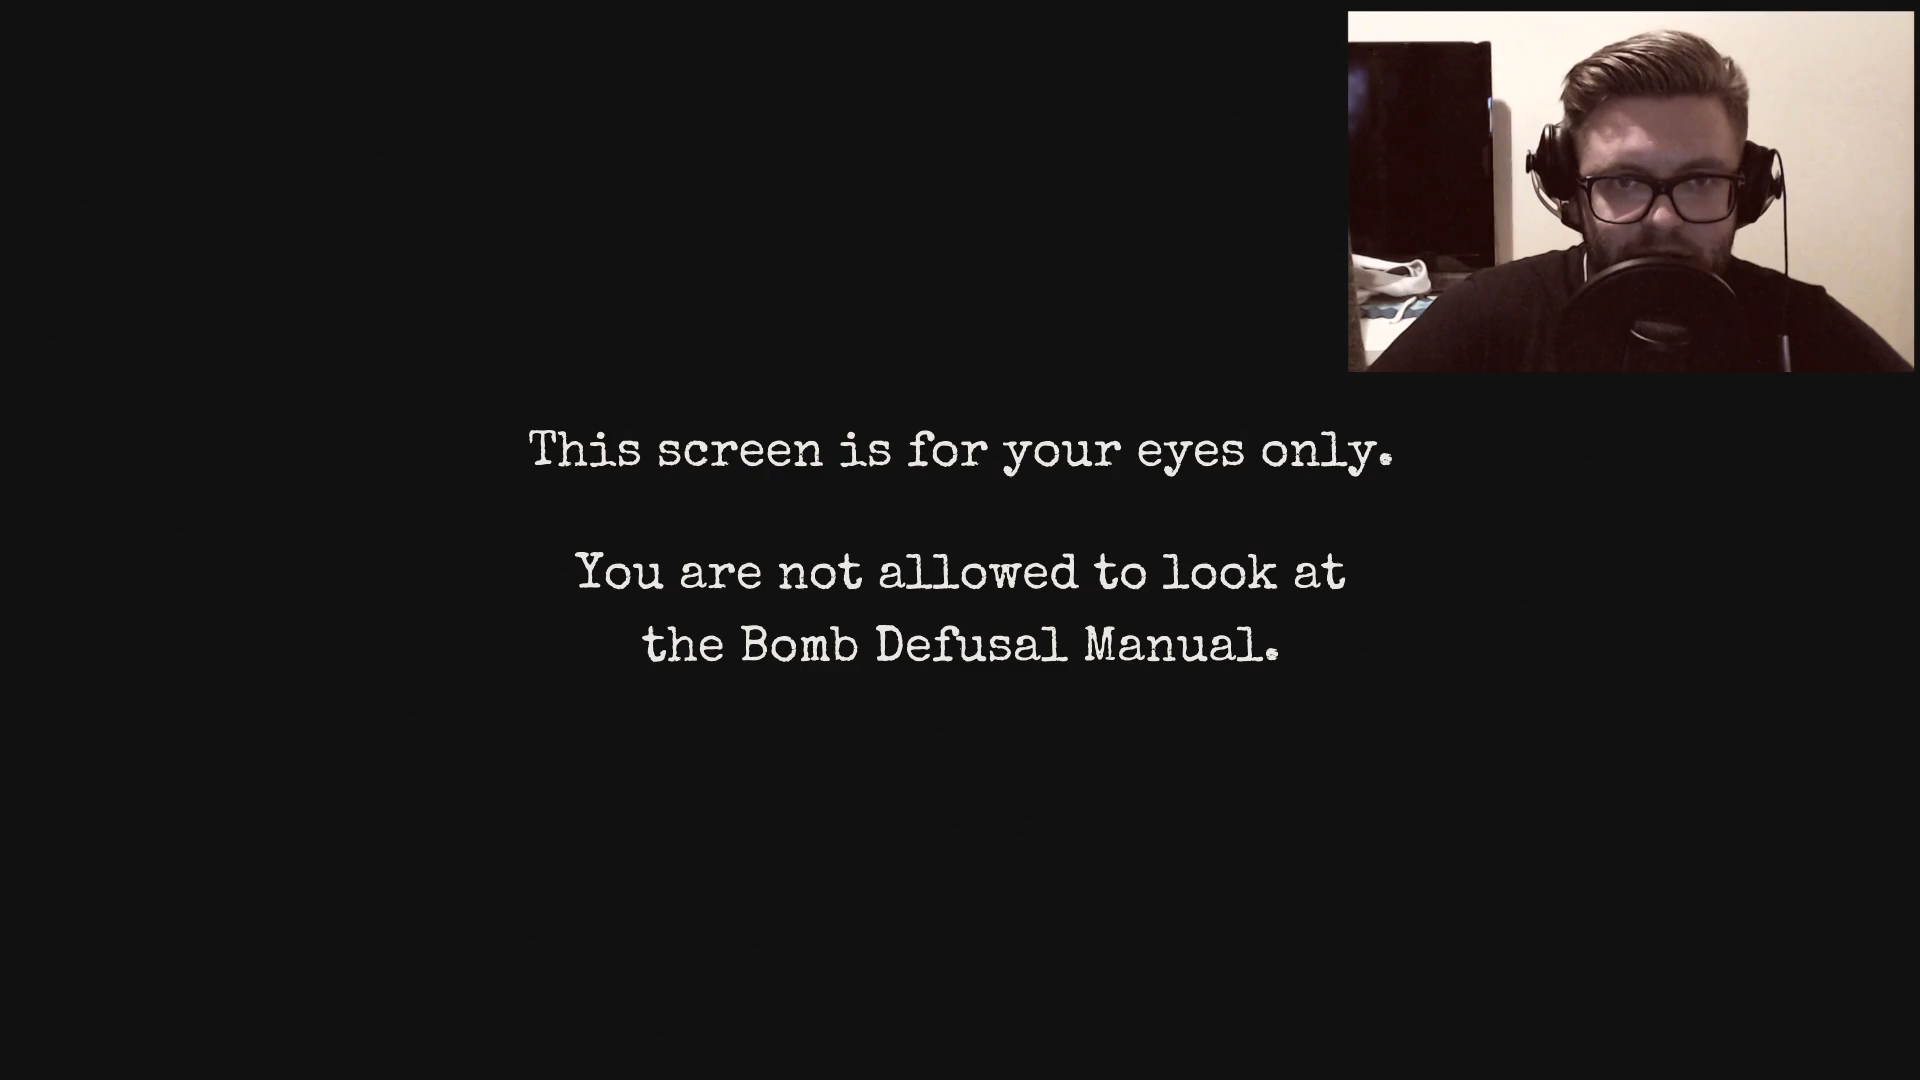 This screen is for your eyes only.
You are not allowed to look at
the Bomb Defusal Manual.